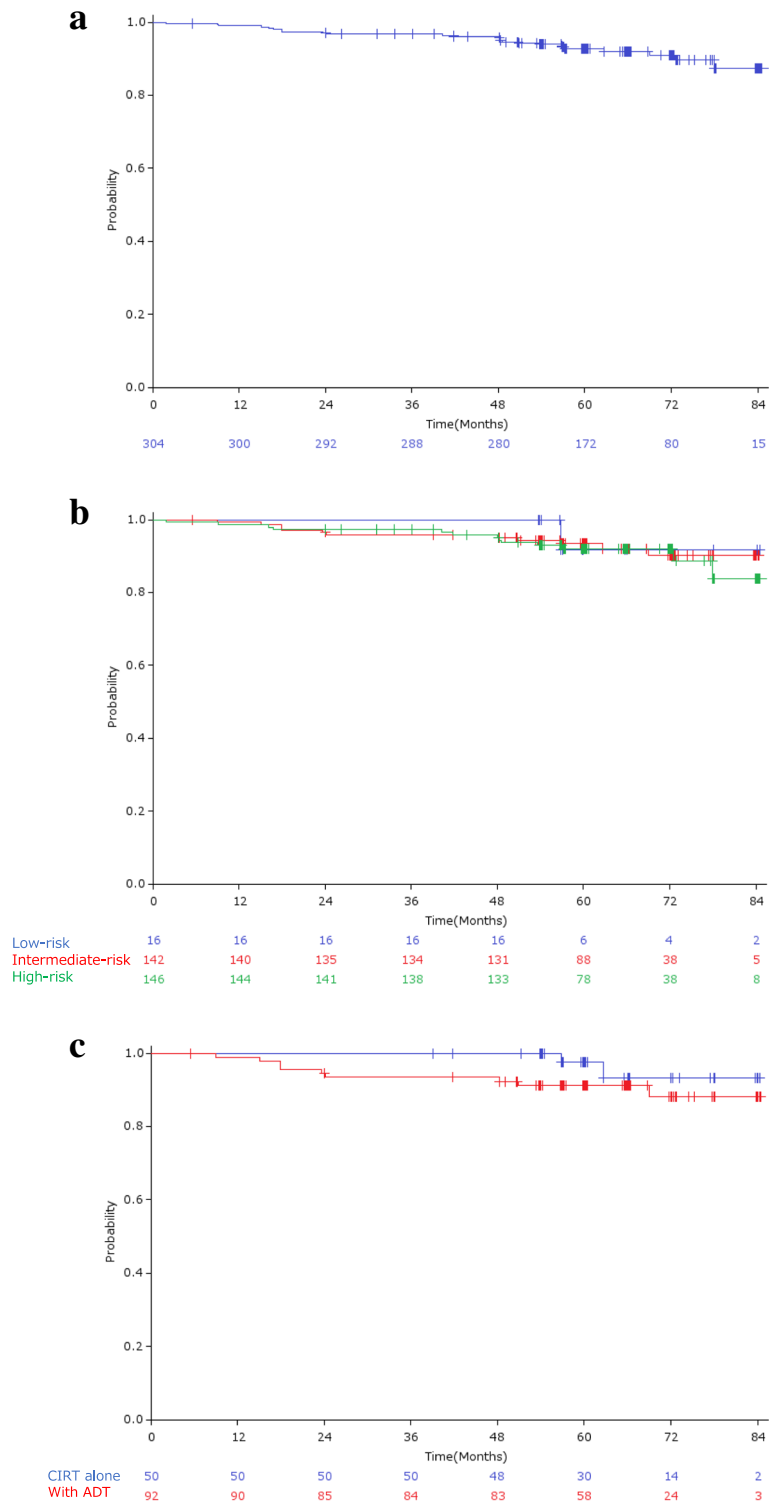 a
1.0
0.8
0.6
0.4
0.2
0.0
Probability
0 12 24 36 48 60 72 84
Time(Months)
304 300 292 288 280 172 80 15
b
1.0
0.8
0.6
0.4
0.2
0.0
Probability
0 12 24 36 48 60 72 84
Time(Months)
Low-risk 16 16 16 16 16 6 4 2
Intermediate-risk 142 140 135 134 131 88 38 5
High-risk 146 144 141 138 133 78 38 8
c
1.0
0.8
0.6
0.4
0.2
0.0
Probability
0 12 24 36 48 60 72 84
Time(Months)
CIRT alone 50 50 50 50 48 30 14 2
With ADT 92 90 85 84 83 58 24 3